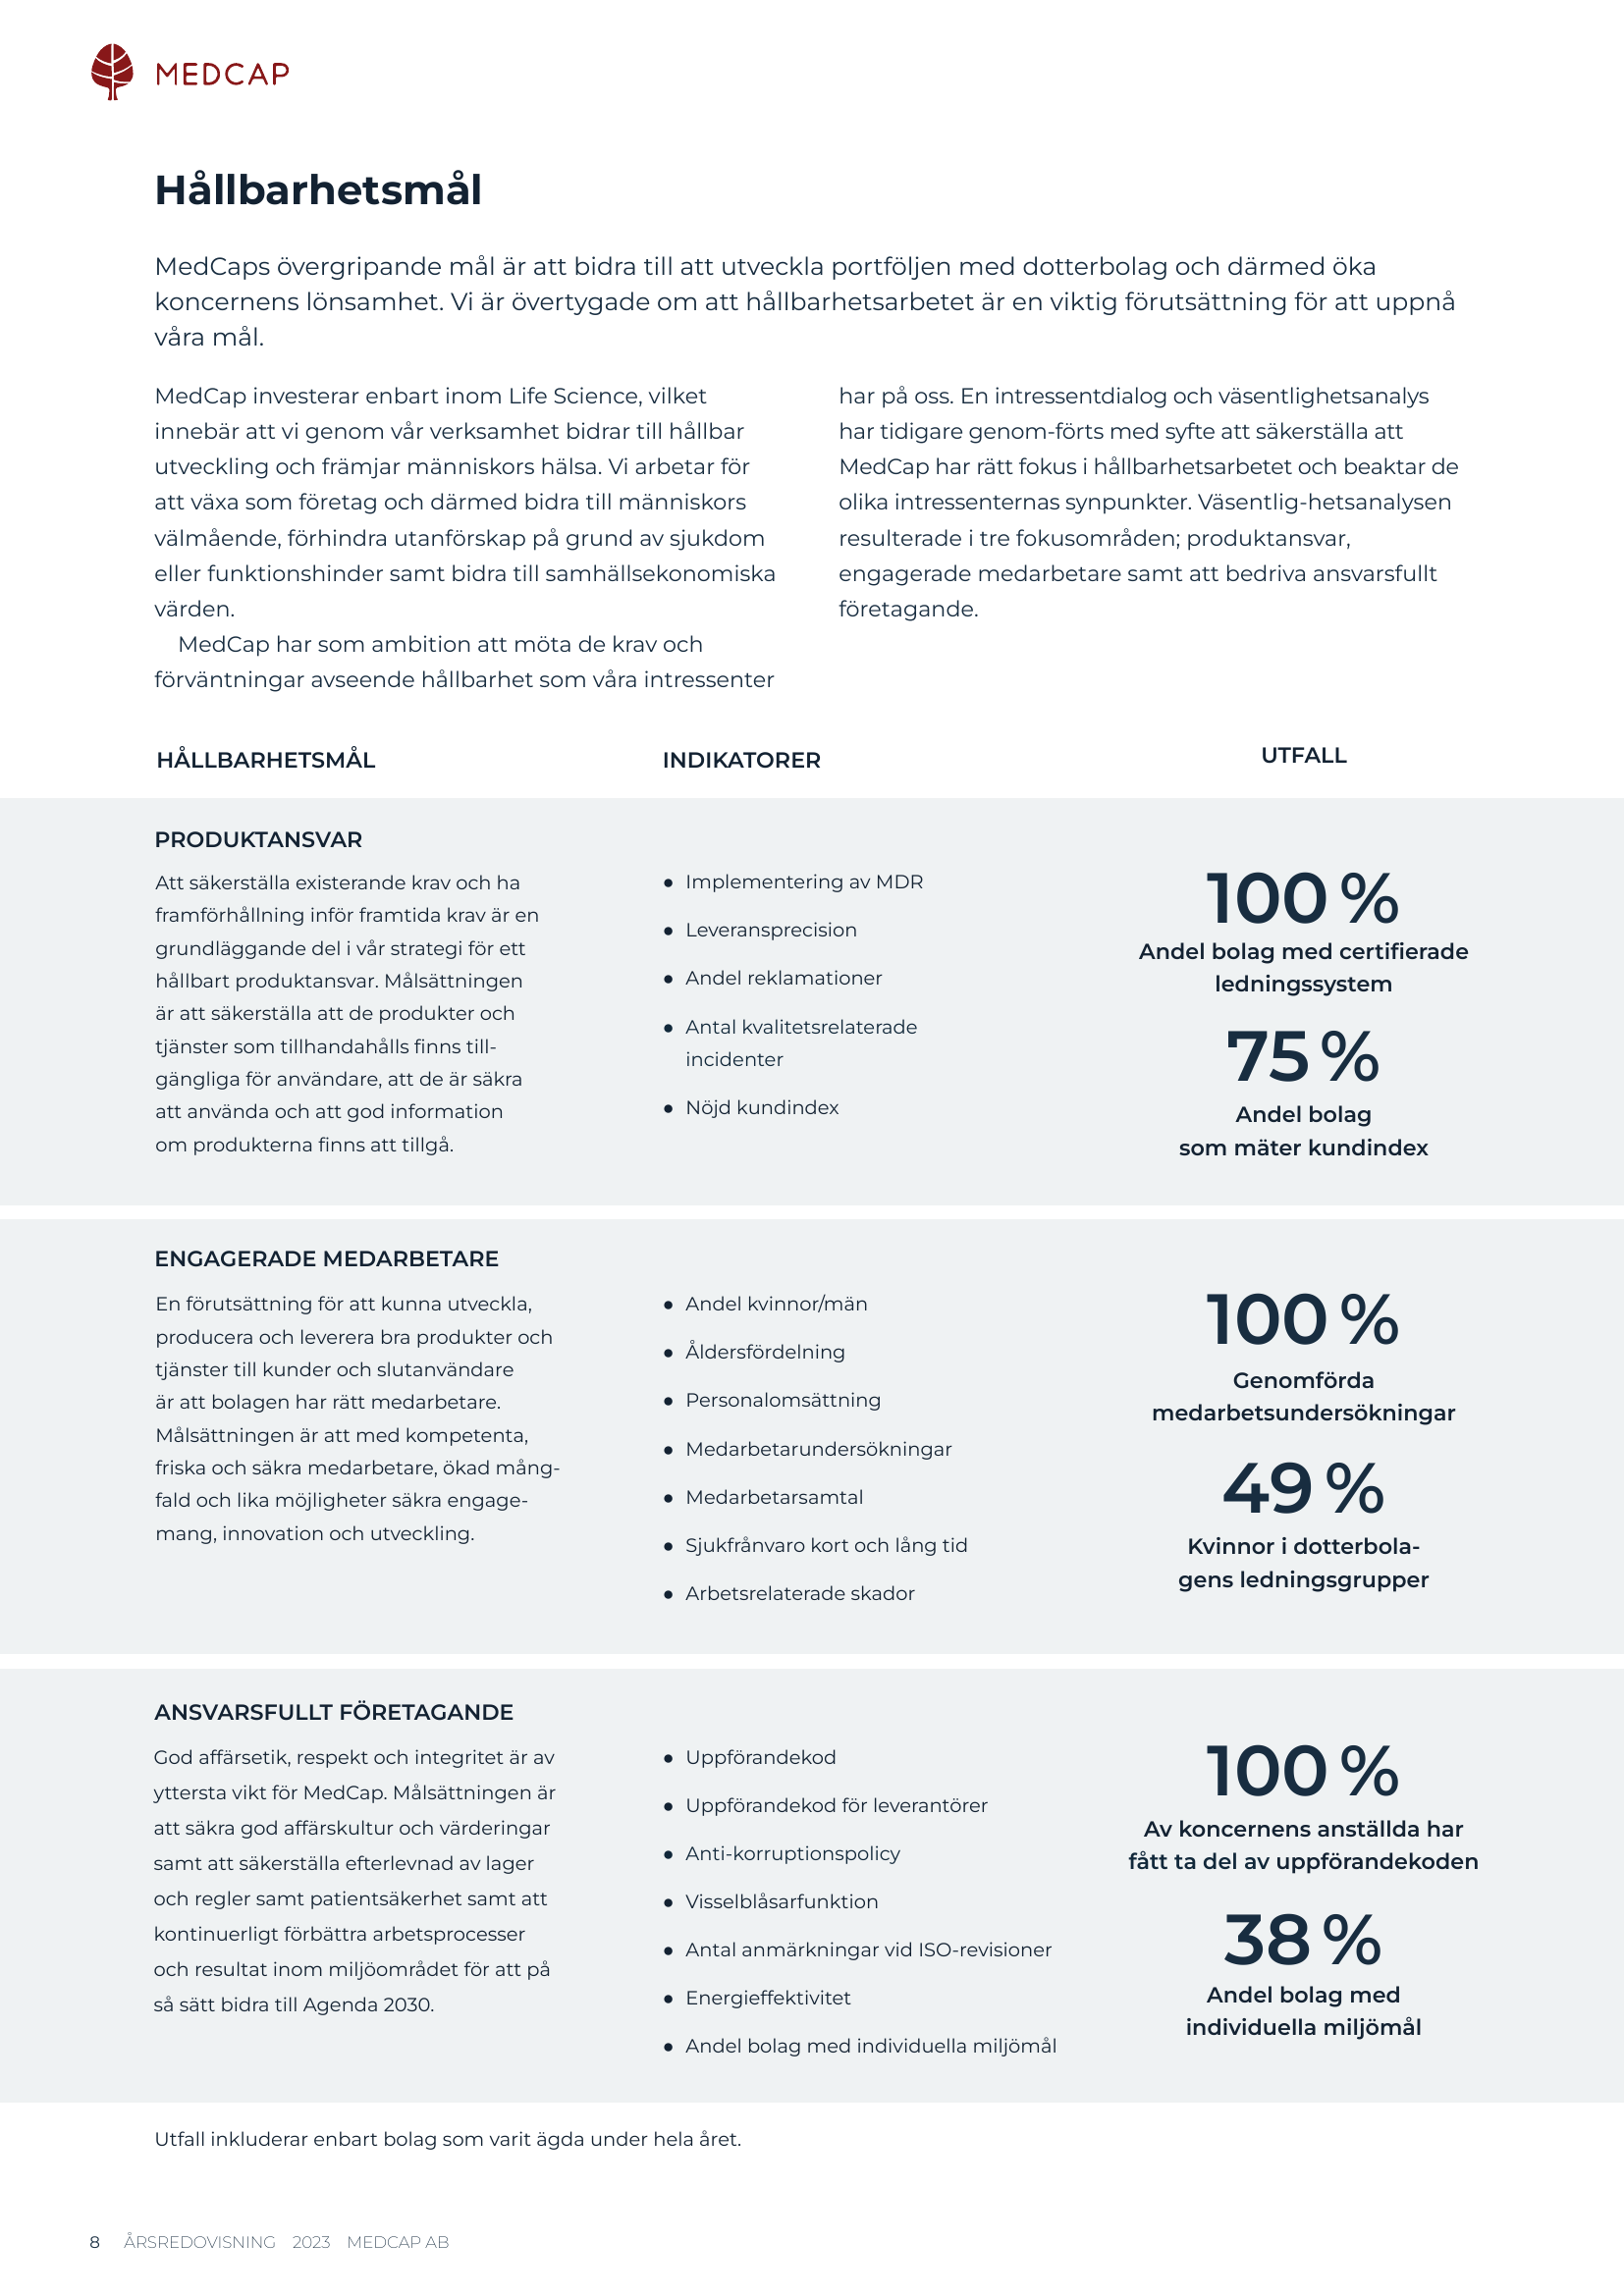 MEDCAP
Hållbarhetsmål
MedCaps övergripande mål är att bidra till att utveckla portföljen med dotterbolag och därmed öka
koncernens lönsamhet. Vi är övertygade om att hållbarhetsarbetet är en viktig förutsättning för att uppnå
våra mål.
MedCap investerar enbart inom Life Science, vilket
innebär att vi genom vår verksamhet bidrar till hållbar
utveckling och främjar människors hälsa. Vi arbetar för
att växa som företag och därmed bidra till människors
välmående, förhindra utanförskap på grund av sjukdom
eller funktionshinder samt bidra till samhällsekonomiska
värden.
MedCap har som ambition att möta de krav och
förväntningar avseende hållbarhet som våra intressenter
har på oss. En intressentdialog och väsentlighetsanalys
har tidigare genom-förts med syfte att säkerställa att
MedCap har rätt fokus i hållbarhetsarbetet och beaktar de
olika intressenternas synpunkter. Väsentlig-hetsanalysen
resulterade i tre fokusområden; produktansvar,
engagerade medarbetare samt att bedriva ansvarsfullt
företagande.
HÅLLBARHETSMÅL
INDIKATORER
UTFALL
PRODUKTANSVAR
Att säkerställa existerande krav och ha
framförhållning inför framtida krav är en
grundläggande del i vår strategi för ett
hållbart produktansvar. Målsättningen
är att säkerställa att de produkter och
tjänster som tillhandahålls finns till-
gängliga för användare, att de är säkra
att använda och att god information
om produkterna finns att tillgå.
● Implementering av MDR
● Leveransprecision
● Andel reklamationer
● Antal kvalitetsrelaterade
incidenter
● Nöjd kundindex
100 %
Andel bolag med certifierade
ledningssystem
75 %
Andel bolag
som mäter kundindex
ENGAGERADE MEDARBETARE
En förutsättning för att kunna utveckla,
producera och leverera bra produkter och
tjänster till kunder och slutanvändare
är att bolagen har rätt medarbetare.
Målsättningen är att med kompetenta,
friska och säkra medarbetare, ökad mång-
fald och lika möjligheter säkra engage-
mang, innovation och utveckling.
● Andel kvinnor/män
● Åldersfördelning
● Personalomsättning
● Medarbetarundersökningar
● Medarbetarsamtal
● Sjukfrånvaro kort och lång tid
● Arbetsrelaterade skador
100 %
Genomförda
medarbetsundersökningar
49 %
Kvinnor i dotterbola-
gens ledningsgrupper
ANSVARSFULLT FÖRETAGANDE
God affärsetik, respekt och integritet är av
yttersta vikt för MedCap. Målsättningen är
att säkra god affärskultur och värderingar
samt att säkerställa efterlevnad av lager
och regler samt patientsäkerhet samt att
kontinuerligt förbättra arbetsprocesser
och resultat inom miljöområdet för att på
så sätt bidra till Agenda 2030.
● Uppförandekod
● Uppförandekod för leverantörer
● Anti-korruptionspolicy
● Visselblåsarfunktion
● Antal anmärkningar vid ISO-revisioner
● Energieffektivitet
● Andel bolag med individuella miljömål
100 %
Av koncernens anställda har
fått ta del av uppförandekoden
38 %
Andel bolag med
individuella miljömål
Utfall inkluderar enbart bolag som varit ägda under hela året.
8 ÅRSREDOVISNING 2023 MEDCAP AB